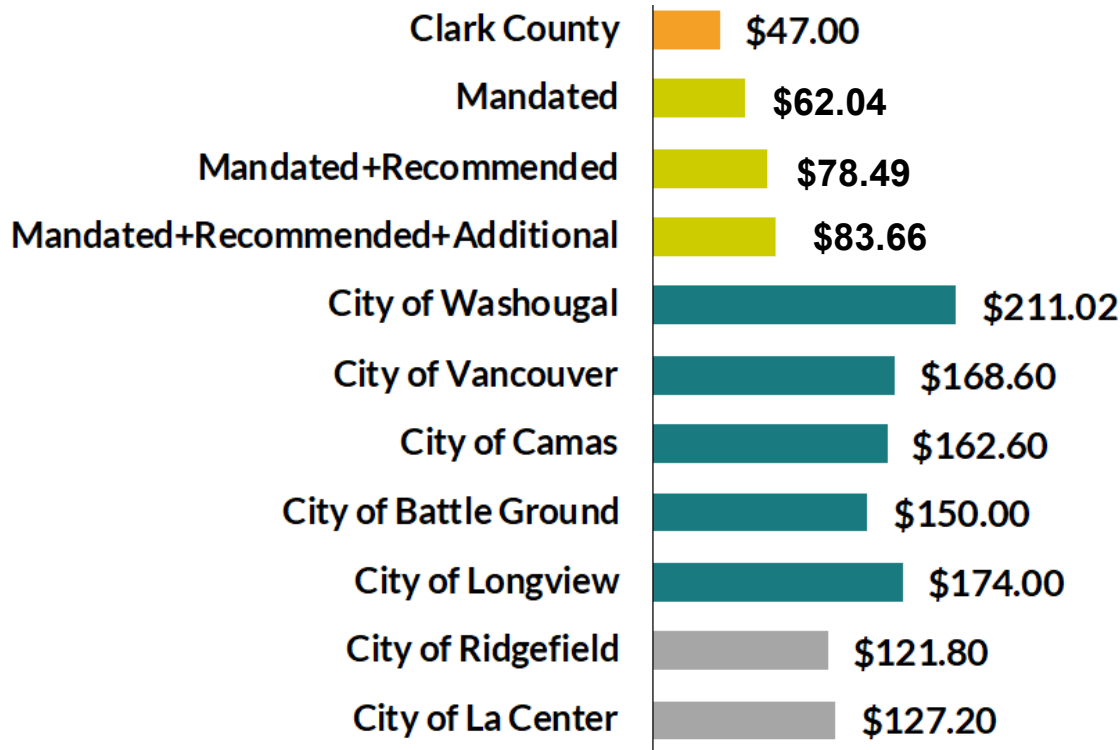 Clark County $47.00
Mandated $62.04
Mandated+Recommended $78.49
Mandated+Recommended+Additional $83.66
City of Washougal $211.02
City of Vancouver $168.60
City of Camas $162.60
City of Battle Ground $150.00
City of Longview $174.00
City of Ridgefield $121.80
City of La Center $127.20